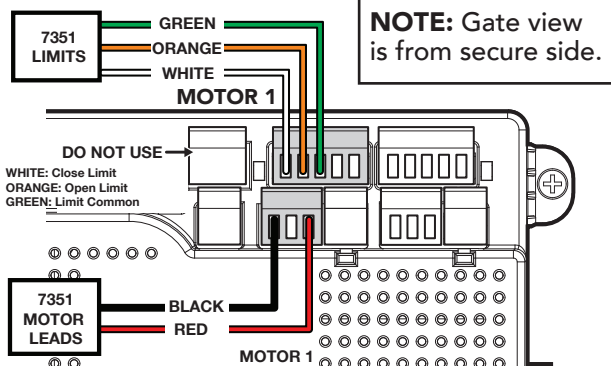 7351
LIMITS
GREEN
ORANGE
WHITE
NOTE: Gate view
is from secure side.
MOTOR 1
DO NOT USE
WHITE: Close Limit
ORANGE: Open Limit
GREEN: Limit Common
7351
MOTOR
LEADS
BLACK
RED
MOTOR 1